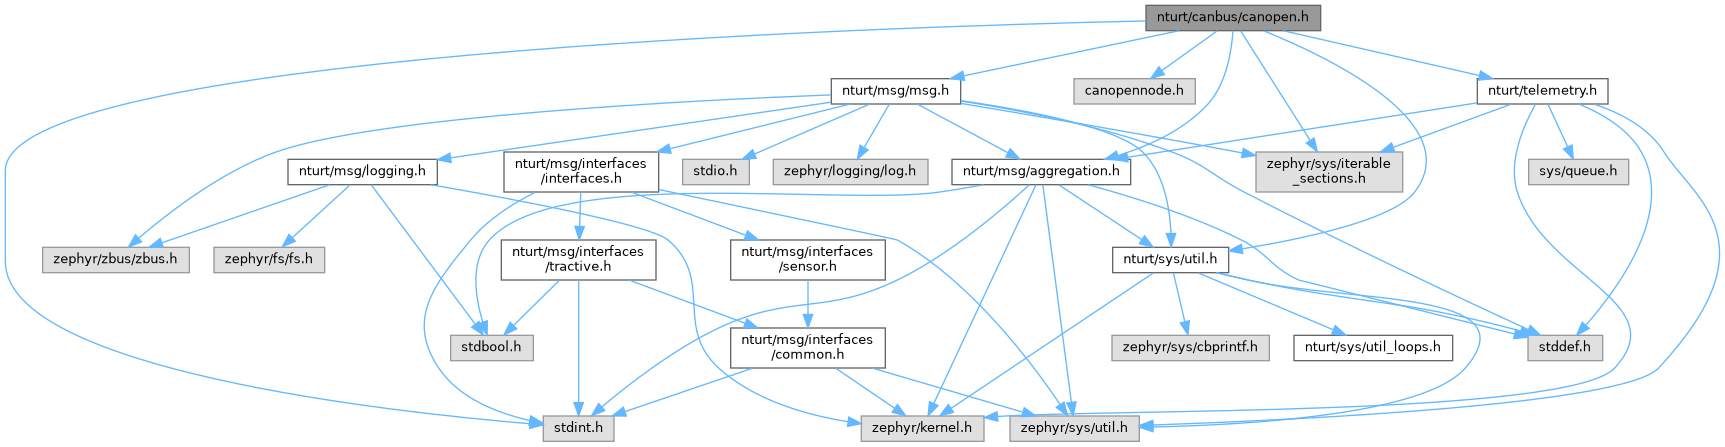 nturt/canbus/canopen.h
nturt/msg/msg.h
canopennode.h
nturt/telemetry.h
nturt/msg/logging.h
nturt/msg/interfaces
/interfaces.h
stdio.h
zephyr/logging/log.h
nturt/msg/aggregation.h
zephyr/sys/iterable
_sections.h
sys/queue.h
zephyr/zbus/zbus.h
zephyr/fs/fs.h
nturt/msg/interfaces
/tractive.h
nturt/msg/interfaces
/sensor.h
nturt/sys/util.h
stdbool.h
nturt/msg/interfaces
/common.h
zephyr/sys/cbprintf.h
nturt/sys/util_loops.h
stddef.h
stdint.h
zephyr/kernel.h
zephyr/sys/util.h